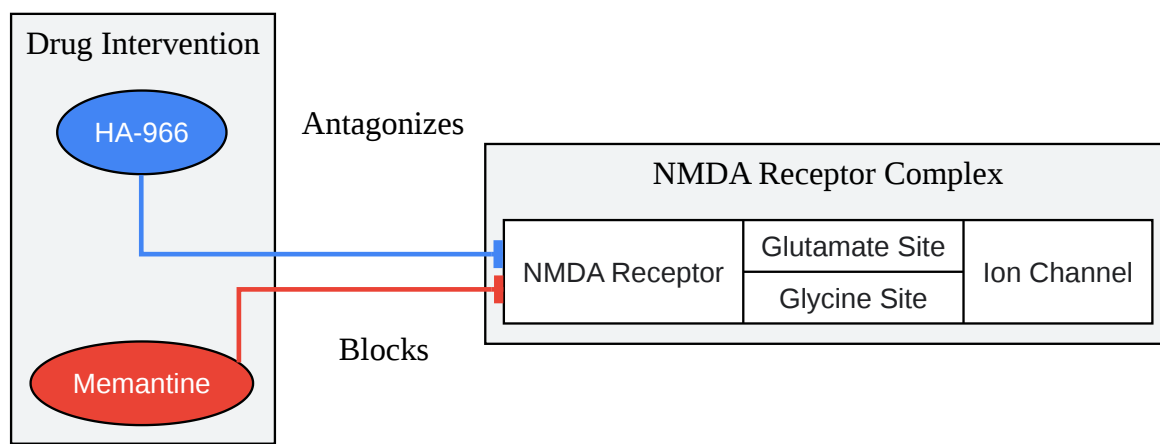 Drug Intervention
HA-966
Antagonizes
NMDA Receptor Complex
NMDA Receptor
Glutamate Site
Glycine Site
Ion Channel
Blocks
Memantine